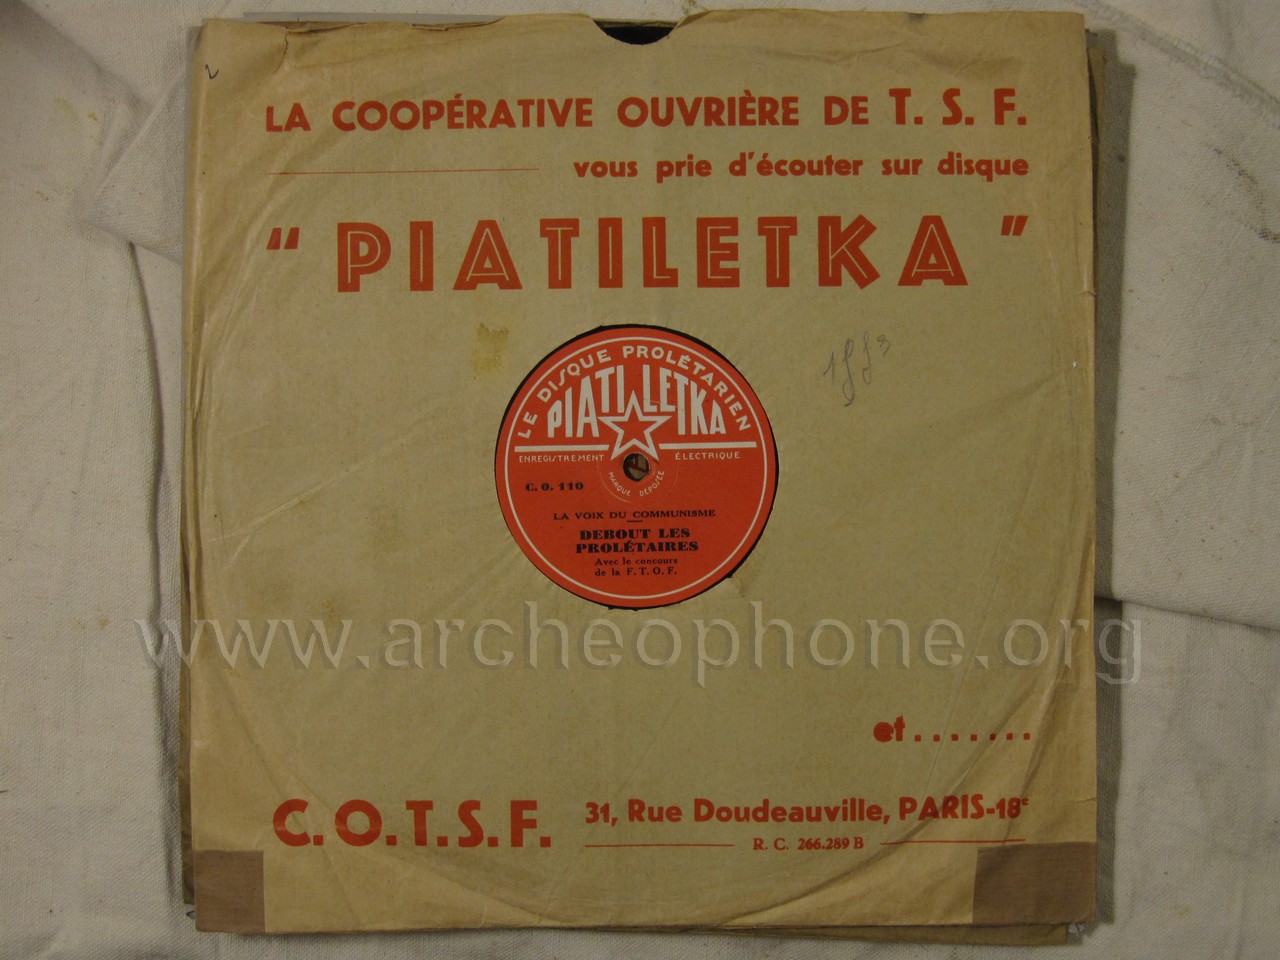 2
LA COOPÉRATIVE OUVRIÈRE DE T. S. F.
vous prie d'écouter sur disque
" PIATILETKA "
LE DISQUE PROLÉTARIEN
PIATILETKA
ENREGISTREMENT ÉLECTRIQUE
MARQUE DÉPOSÉE
C. O. 110
LA VOIX DU COMMUNISME
DEBOUT LES
PROLÉTAIRES
Avec le concours
de la F. T. O. F.
www.archeophone.org
et.......
C.O.T.S.F.
31, Rue Doudeauville, PARIS-18e
R. C. 266.289 B